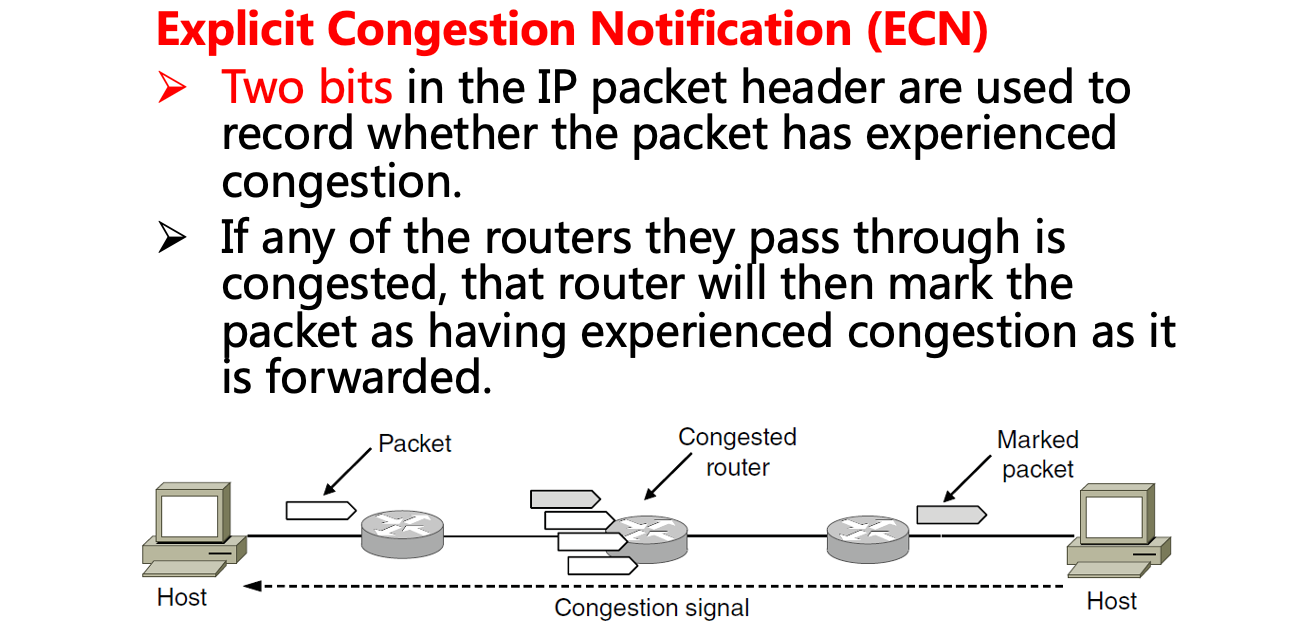 Explicit Congestion Notification (ECN)
➢ Two bits in the IP packet header are used to
record whether the packet has experienced
congestion.
➢ If any of the routers they pass through is
congested, that router will then mark the
packet as having experienced congestion as it
is forwarded.
Packet
Congested
router
Marked
packet
Host
Congestion signal
Host